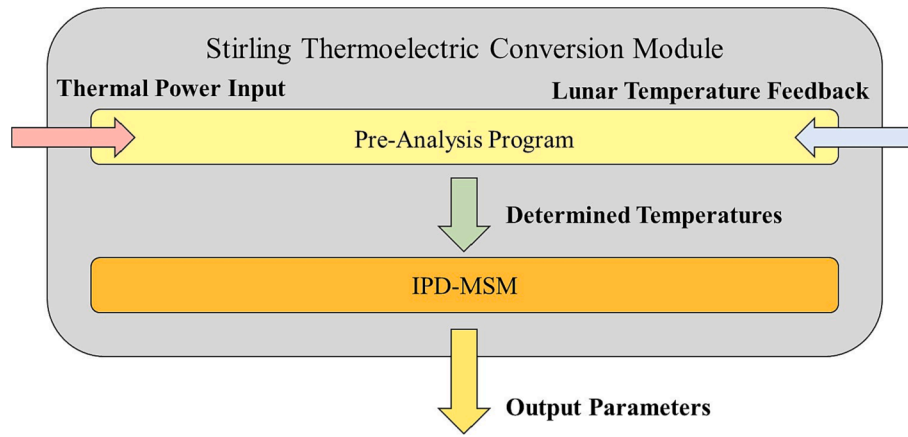 Stirling Thermoelectric Conversion Module
Thermal Power Input
Lunar Temperature Feedback
Pre-Analysis Program
Determined Temperatures
IPD-MSM
Output Parameters